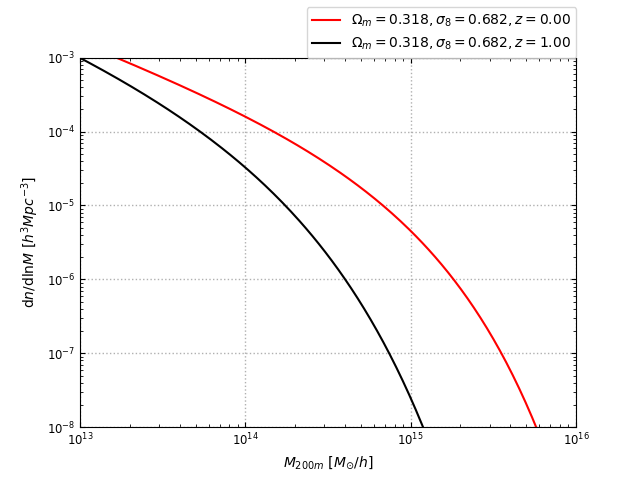 Ωₘ = 0.318, σ₈ = 0.682, z = 0.00
Ωₘ = 0.318, σ₈ = 0.682, z = 1.00
10⁻³
10⁻⁴
10⁻⁵
10⁻⁶
10⁻⁷
10⁻⁸
dn/dlnM [h³Mpc⁻³]
10¹³ 10¹⁴ 10¹⁵ 10¹⁶
M₂₀₀ₘ [M⊙/h]